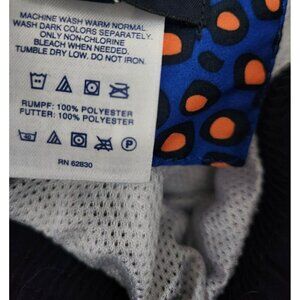 MACHINE WASH WARM NORMAL
WASH DARK COLORS SEPARATELY.
ONLY NON-CHLORINE
BLEACH WHEN NEEDED.
TUMBLE DRY LOW. DO NOT IRON.
RUMPF: 100% POLYESTER
FUTTER: 100% POLYESTER
P
RN 62830